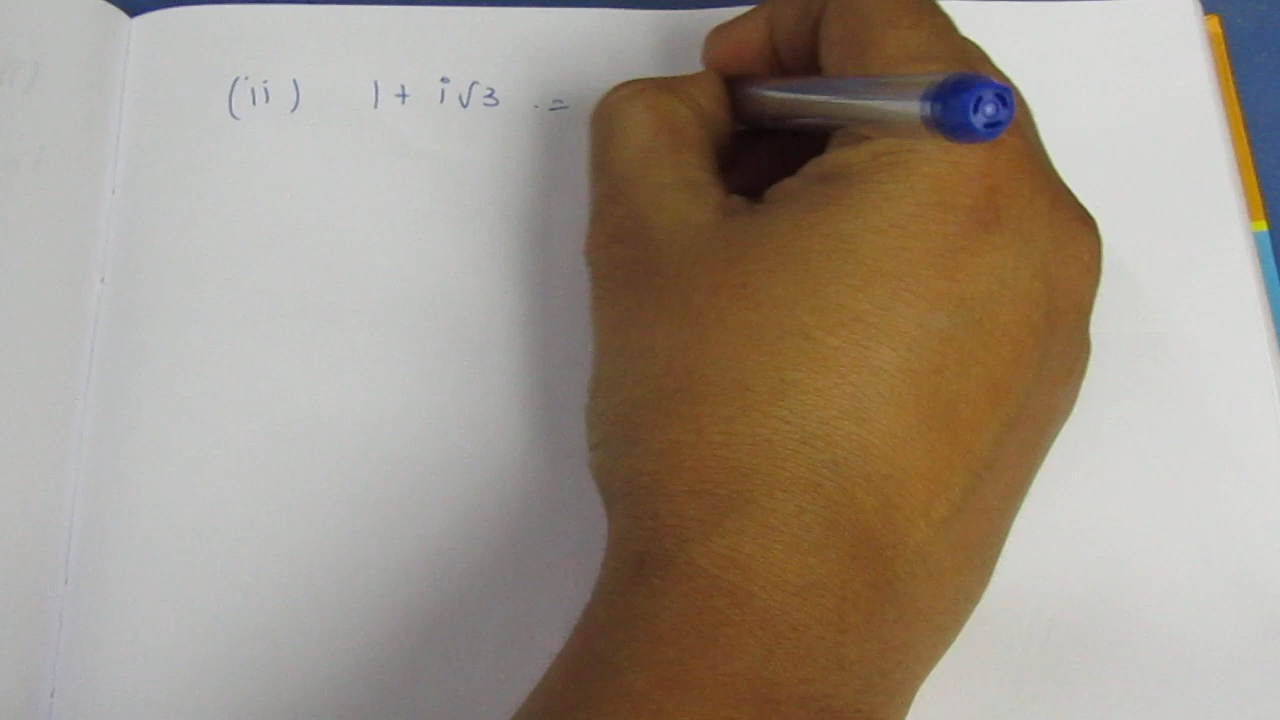 (ii) 1 + i√3 .=